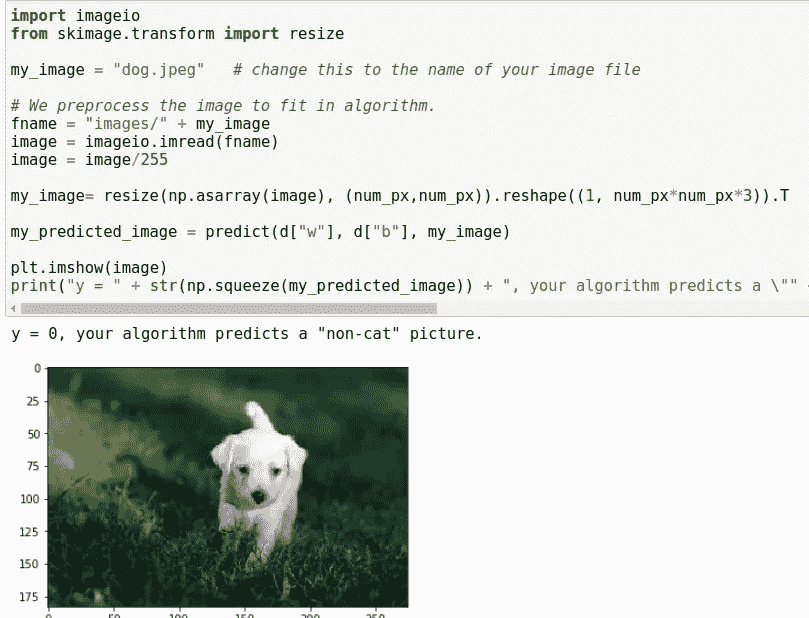 import imageio
from skimage.transform import resize
my_image = "dog.jpeg"   # change this to the name of your image file
# We preprocess the image to fit in algorithm.
fname = "images/" + my_image
image = imageio.imread(fname)
image = image/255
my_image= resize(np.asarray(image), (num_px,num_px)).reshape((1, num_px*num_px*3)).T
my_predicted_image = predict(d["w"], d["b"], my_image)
plt.imshow(image)
print("y = " + str(np.squeeze(my_predicted_image)) + ", your algorithm predicts a \""
y = 0, your algorithm predicts a "non-cat" picture.
0
25
50
75
100
125
150
175
0 50 100 150 200 250